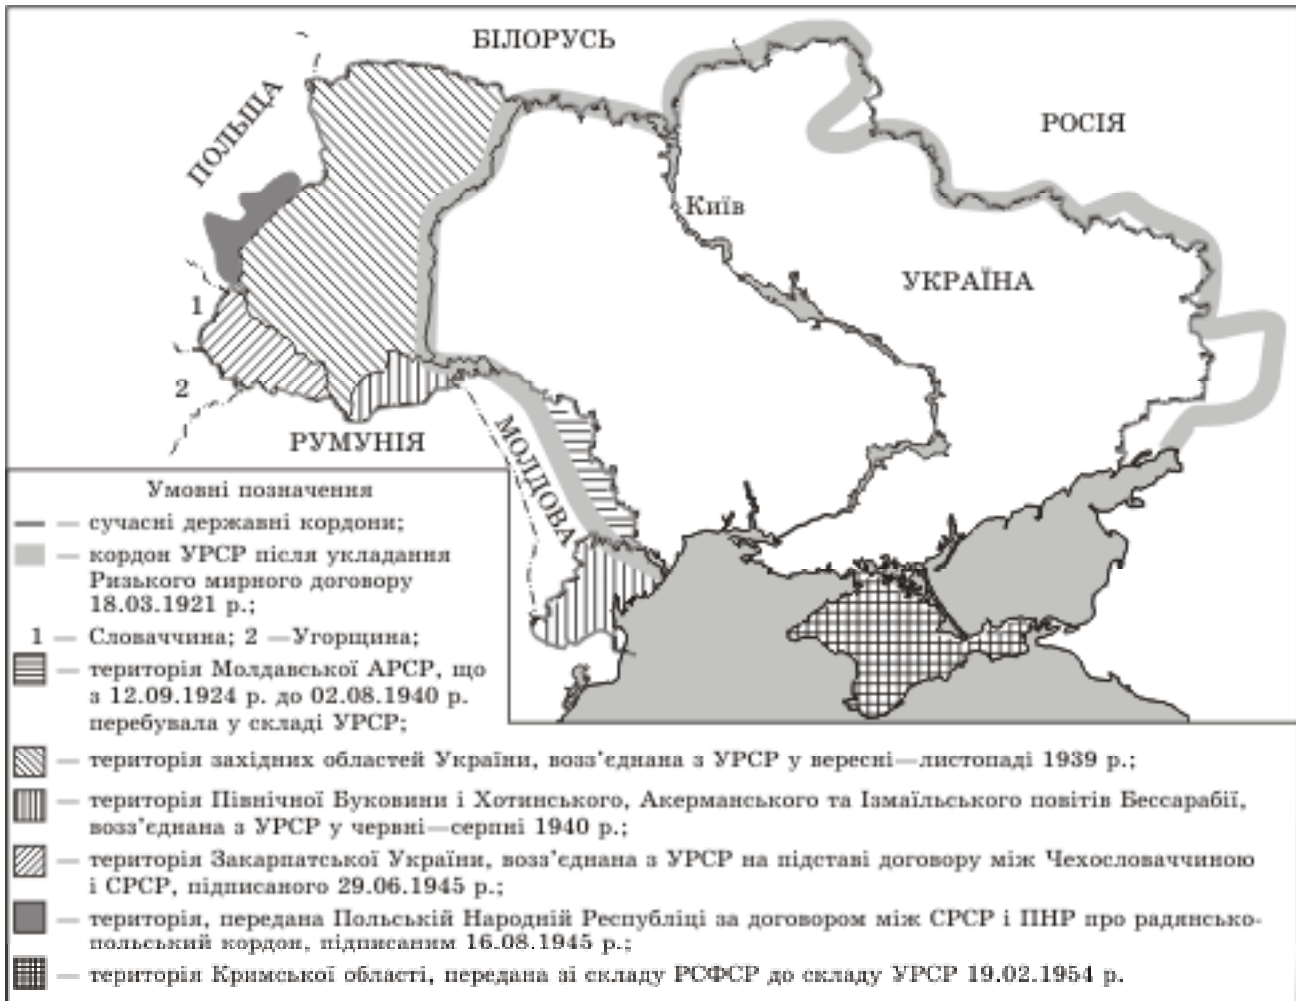 БІЛОРУСЬ
ПОЛЬЩА
РОСІЯ
Київ
УКРАЇНА
1
2
РУМУНІЯ
МОЛДОВА
Умовні позначення
— сучасні державні кордони;
— кордон УРСР після укладання
Ризького мирного договору
18.03.1921 р.;
1 — Словаччина; 2 —Угорщина;
— територія Молдавської АРСР, що
з 12.09.1924 р. до 02.08.1940 р.
перебувала у складі УРСР;
— територія західних областей України, возз’єднана з УРСР у вересні—листопаді 1939 р.;
— територія Північної Буковини і Хотинського, Акерманського та Ізмаїльського повітів Бессарабії,
возз’єднана з УРСР у червні—серпні 1940 р.;
— територія Закарпатської України, возз’єднана з УРСР на підставі договору між Чехословаччиною
і СРСР, підписаного 29.06.1945 р.;
— територія, передана Польській Народній Республіці за договором між СРСР і ПНР про радянсько-
польський кордон, підписаним 16.08.1945 р.;
— територія Кримської області, передана зі складу РСФСР до складу УРСР 19.02.1954 р.